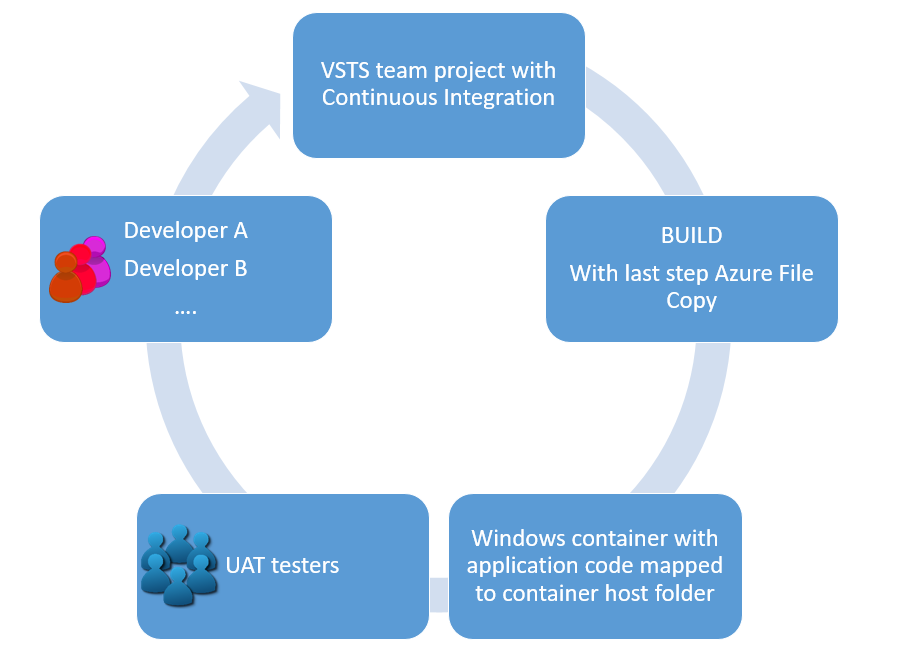 VSTS team project with
Continuous Integration
Developer A
Developer B
....
BUILD
With last step Azure File
Copy
UAT testers
Windows container with
application code mapped
to container host folder